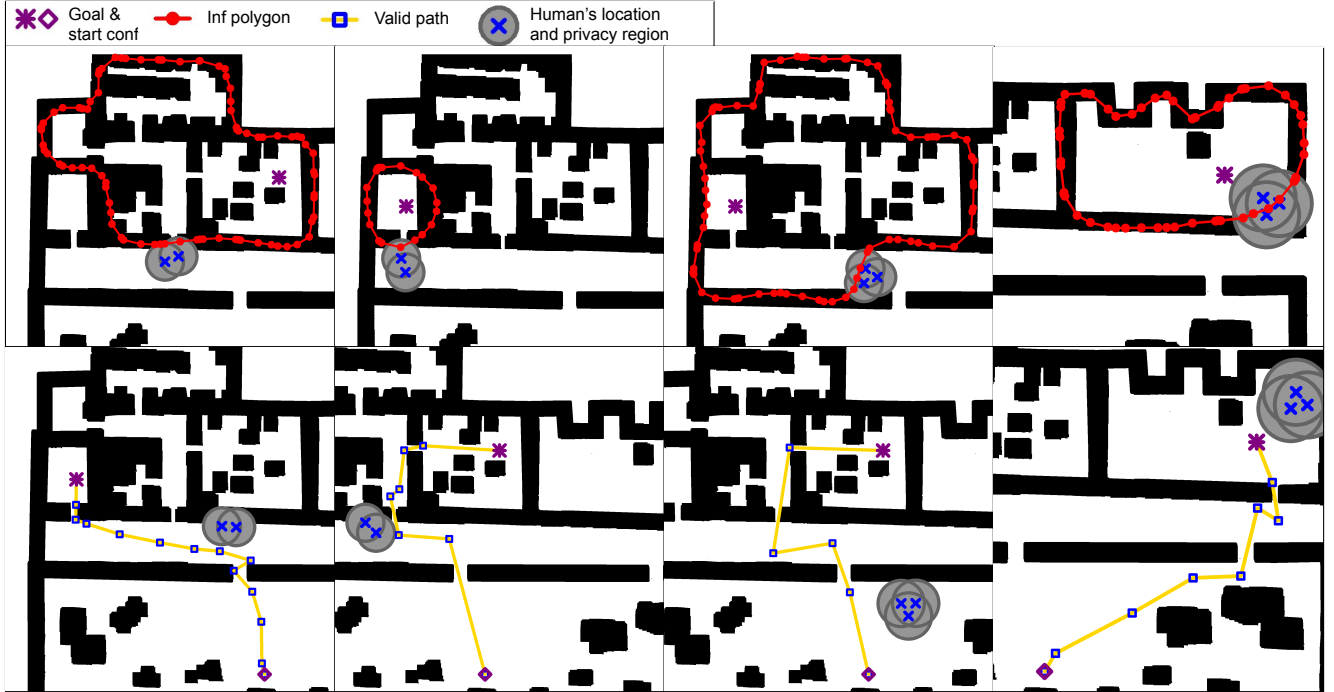 Goal &
start conf
Inf polygon
Valid path
Human's location
and privacy region